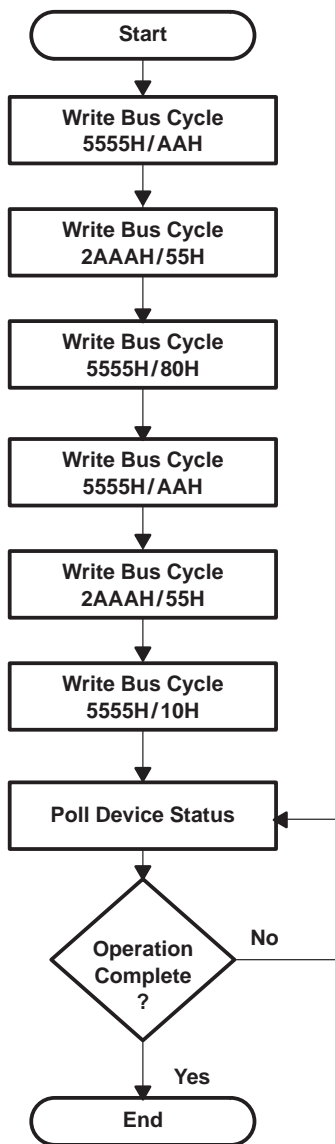 Start
Write Bus Cycle
5555H/AAH
Write Bus Cycle
2AAAH/55H
Write Bus Cycle
5555H/80H
Write Bus Cycle
5555H/AAH
Write Bus Cycle
2AAAH/55H
Write Bus Cycle
5555H/10H
Poll Device Status
Operation
Complete
?
No
Yes
End